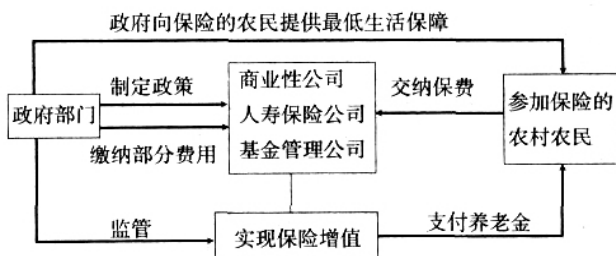 政府向保险的农民提供最低生活保障
制定政策
商业性公司
交纳保费
参加保险的
政府部门
人寿保险公司
农村农民
缴纳部分费用
基金管理公司
监管
实现保险增值
支付养老金